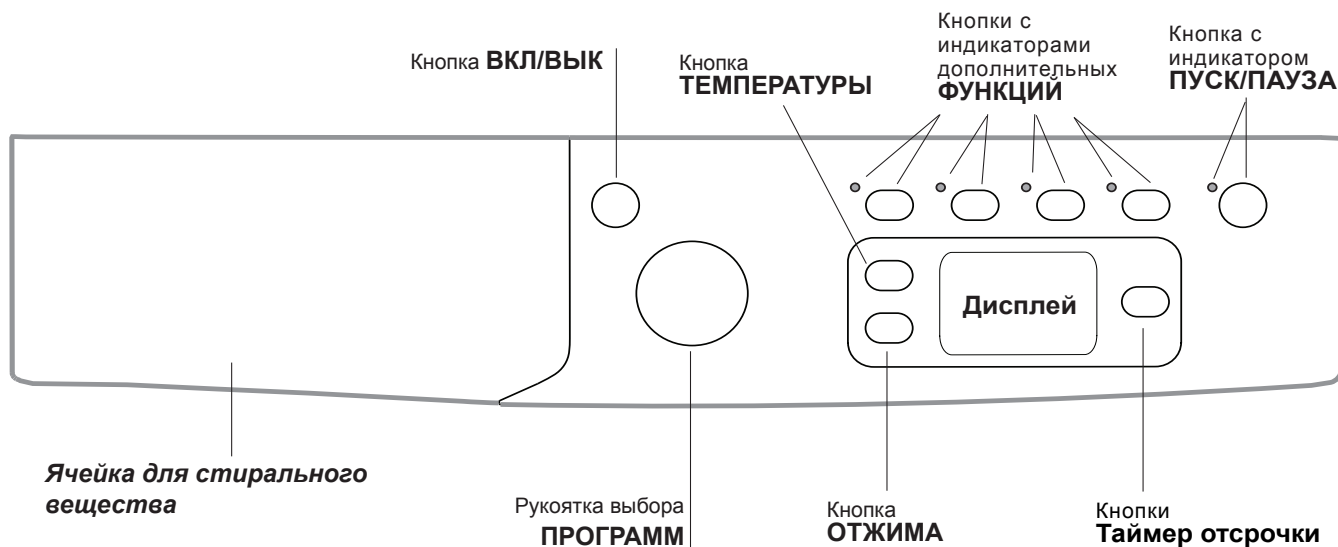 Кнопка ВКЛ/ВЫК
Кнопка
ТЕМПЕРАТУРЫ
Кнопки с
индикаторами
дополнительных
ФУНКЦИЙ
Кнопка с
индикатором
ПУСК/ПАУЗА
Дисплей
Ячейка для стирального
вещества
Рукоятка выбора
ПРОГРАММ
Кнопка
ОТЖИМА
Кнопки
Таймер отсрочки